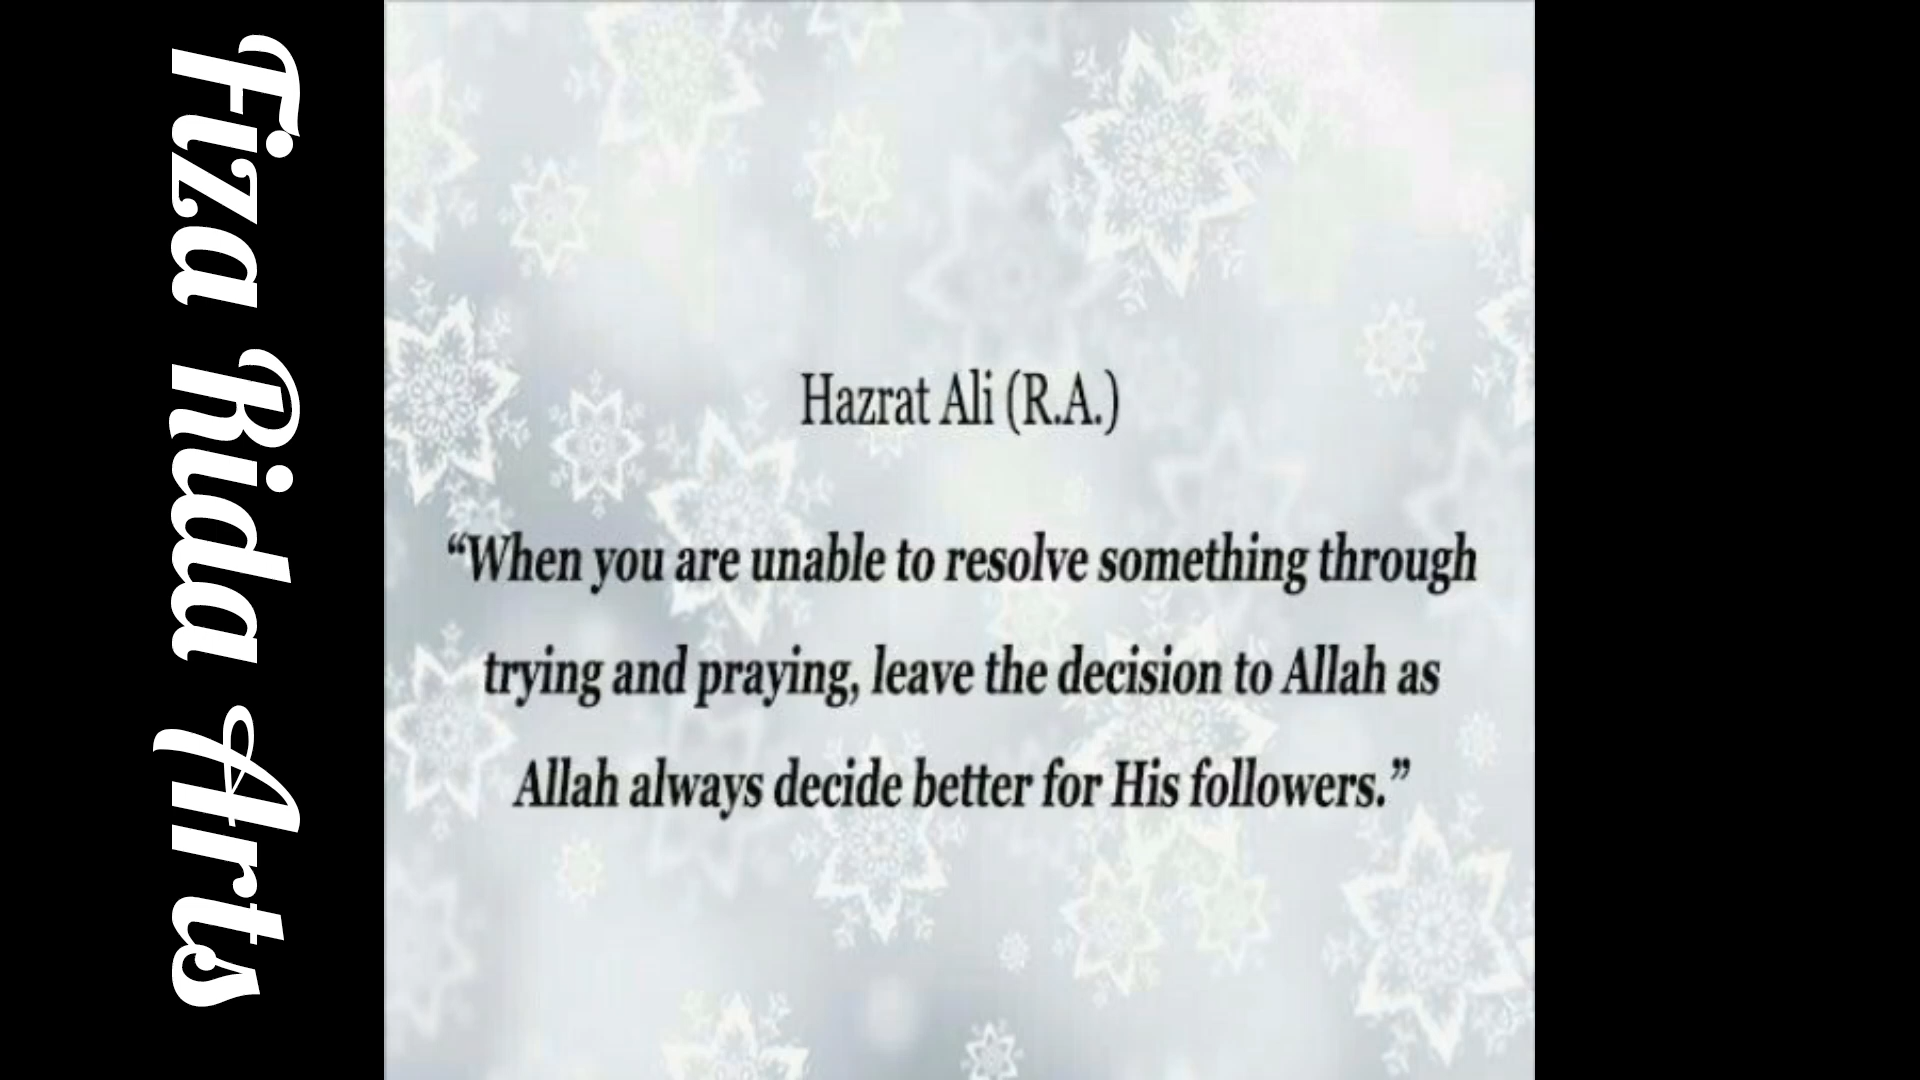 Fiza Rida Arts
Hazrat Ali (R.A.)
“When you are unable to resolve something through
trying and praying, leave the decision to Allah as
Allah always decide better for His followers.”